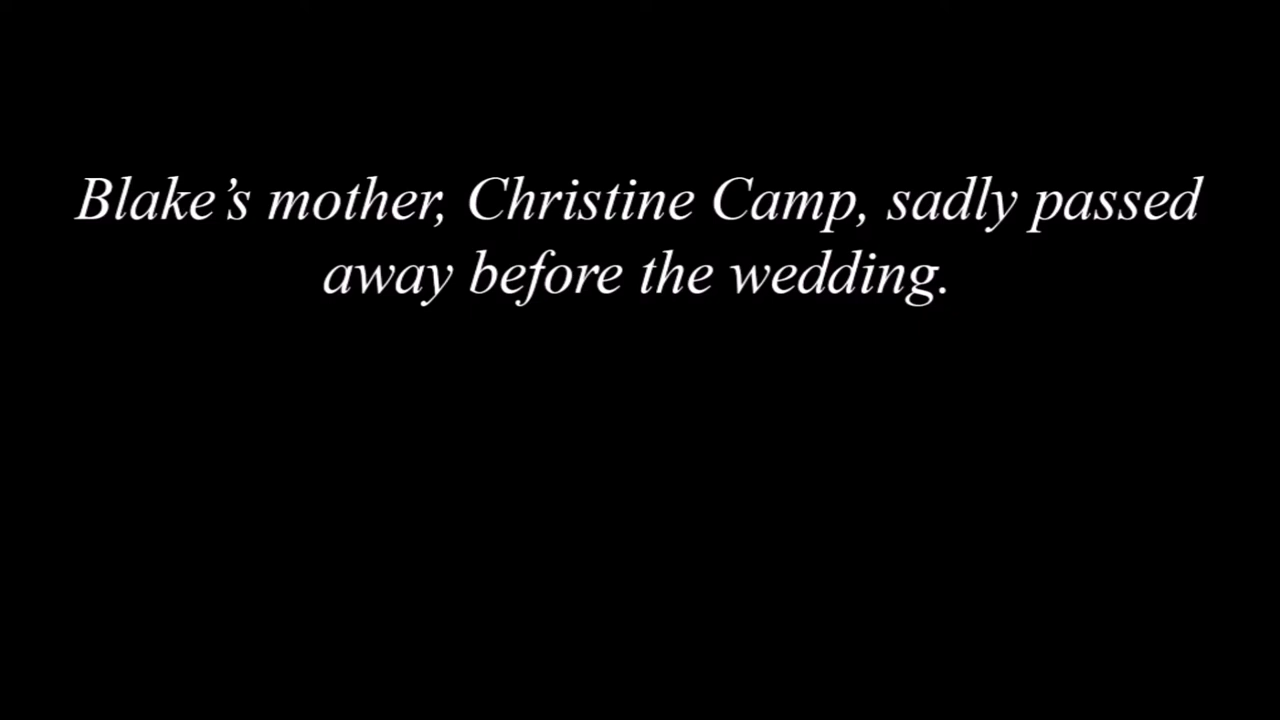 Blake’s mother, Christine Camp, sadly passed
away before the wedding.